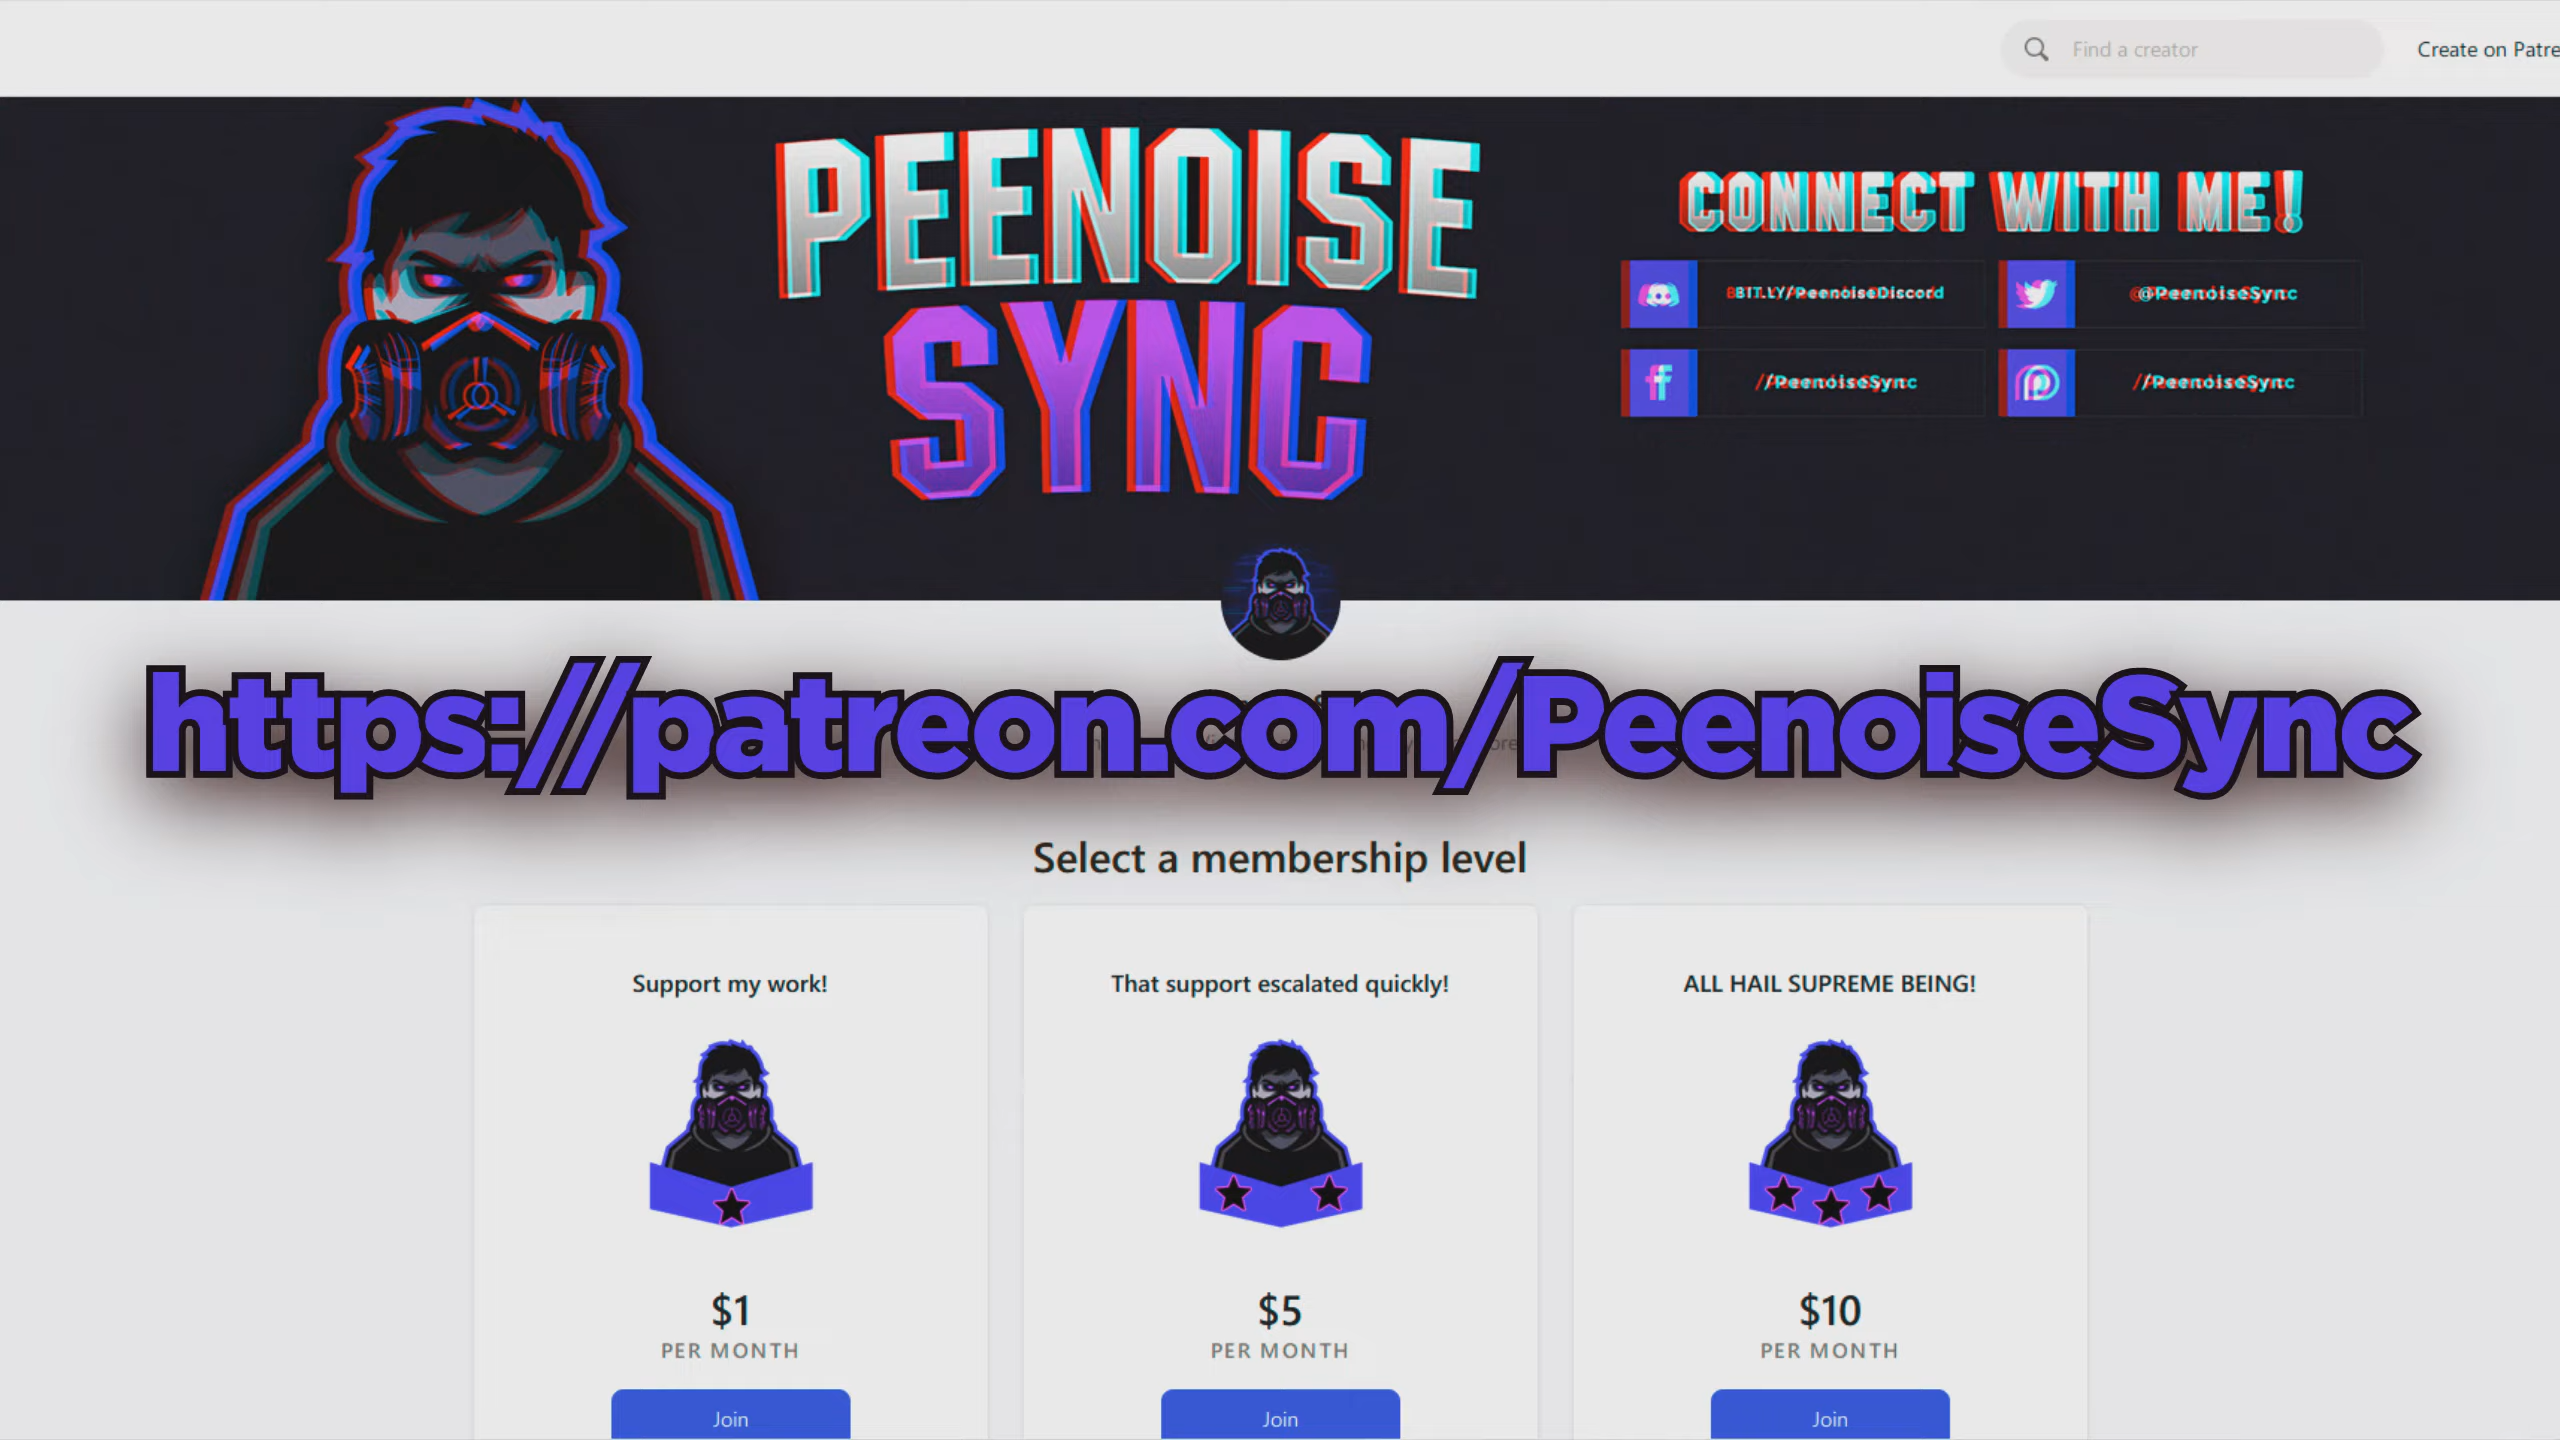 Find a creator
Create on Patre
PEENOISE
SYNC
CONNECT WITH ME!
BIT.LY/PeenoiseDiscord
@PeenoiseSync
//PeenoiseSync
//PeenoiseSync
https://patreon.com/PeenoiseSync
Select a membership level
Support my work!
That support escalated quickly!
ALL HAIL SUPREME BEING!
$1
PER MONTH
$5
PER MONTH
$10
PER MONTH
Join
Join
Join